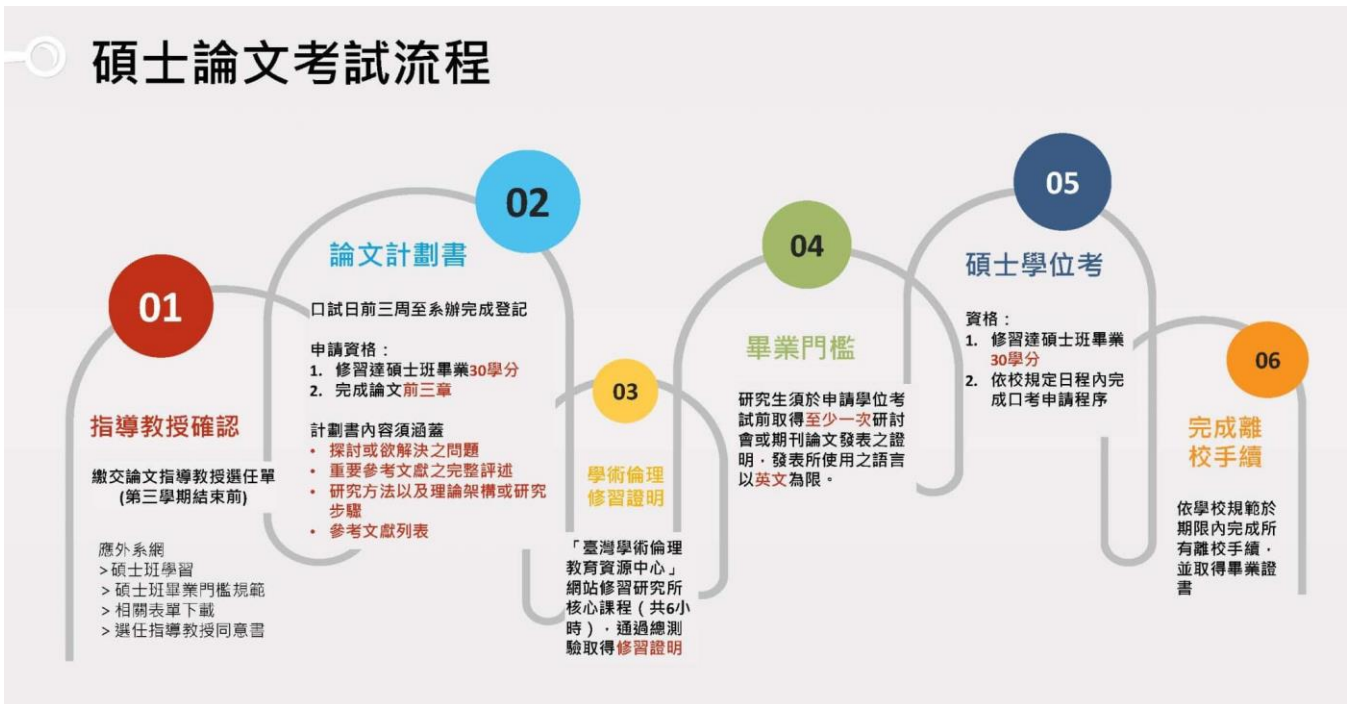 碩士論文考試流程
01
指導教授確認
繳交論文指導教授選任單
(第三學期結束前)
應外系網
>碩士班學習
> 碩士班畢業門檻規範
> 相關表單下載
> 選任指導教授同意書
02
論文計劃書
口試日前三周至系辦完成登記
申請資格：
1. 修習達碩士班畢業30學分
2. 完成論文前三章
計劃書內容須涵蓋
• 探討或欲解決之問題
• 重要參考文獻之完整評述
• 研究方法以及理論架構或研究
步驟
• 參考文獻列表
03
學術倫理
修習證明
「臺灣學術倫理
教育資源中心」
網站修習研究所
核心課程（共6小
時），通過總測
驗取得修習證明
04
畢業門檻
研究生須於申請學位考
試前取得至少一次研討
會或期刊論文發表之證
明，發表所使用之語言
以英文為限。
05
碩士學位考
資格：
1. 修習達碩士班畢業
30學分
2. 依校規定日程內完
成口考申請程序
06
完成離
校手續
依學校規範於
期限內完成所
有離校手續，
並取得畢業證
書